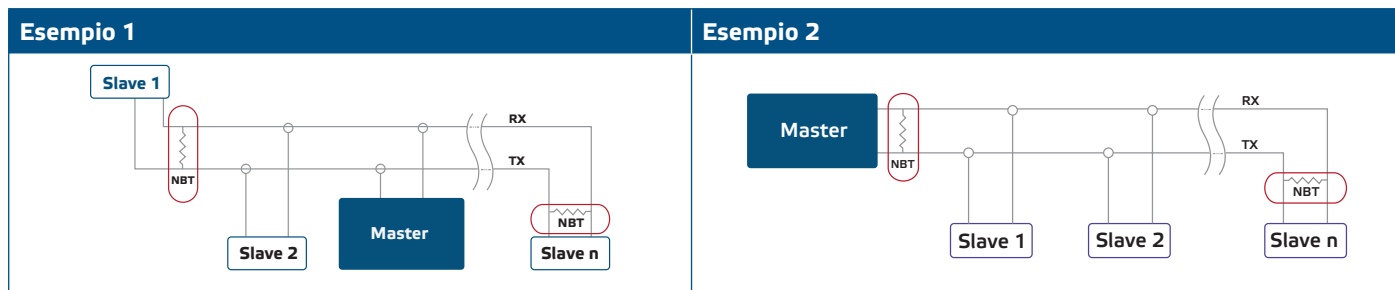 Esempio 1
Slave 1
RX
TX
NBT
NBT
Master
Slave 2
Slave n
Esempio 2
RX
Master
TX
NBT
NBT
Slave 1
Slave 2
Slave n